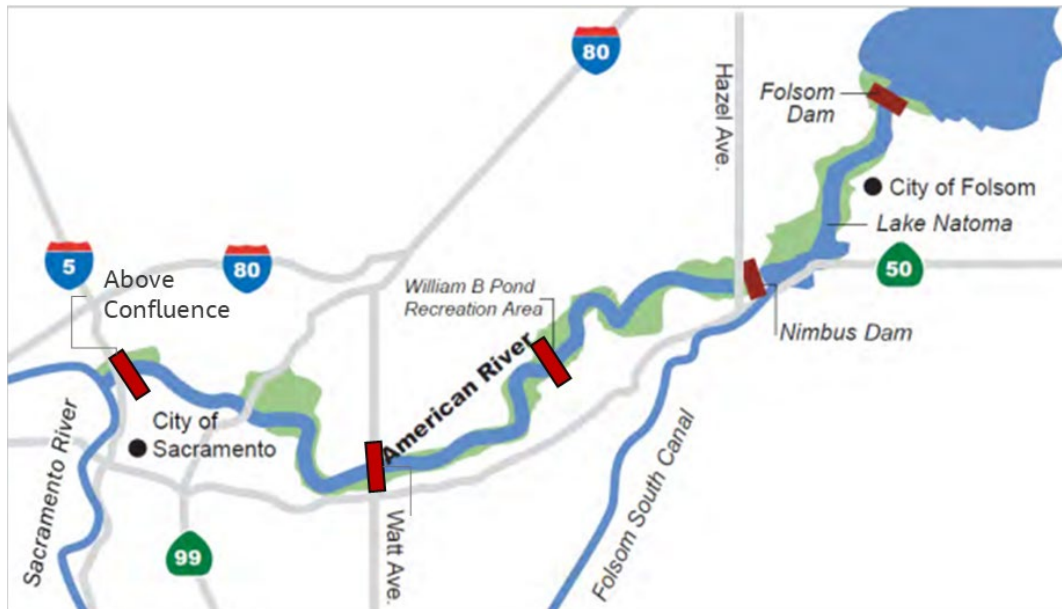 80
Hazel Ave.
Folsom
Dam
City of Folsom
Lake Natoma
5
80
50
Above
Confluence
William B Pond
Recreation Area
Nimbus Dam
American River
City of
Sacramento
Sacramento River
Watt Ave.
Folsom South Canal
99